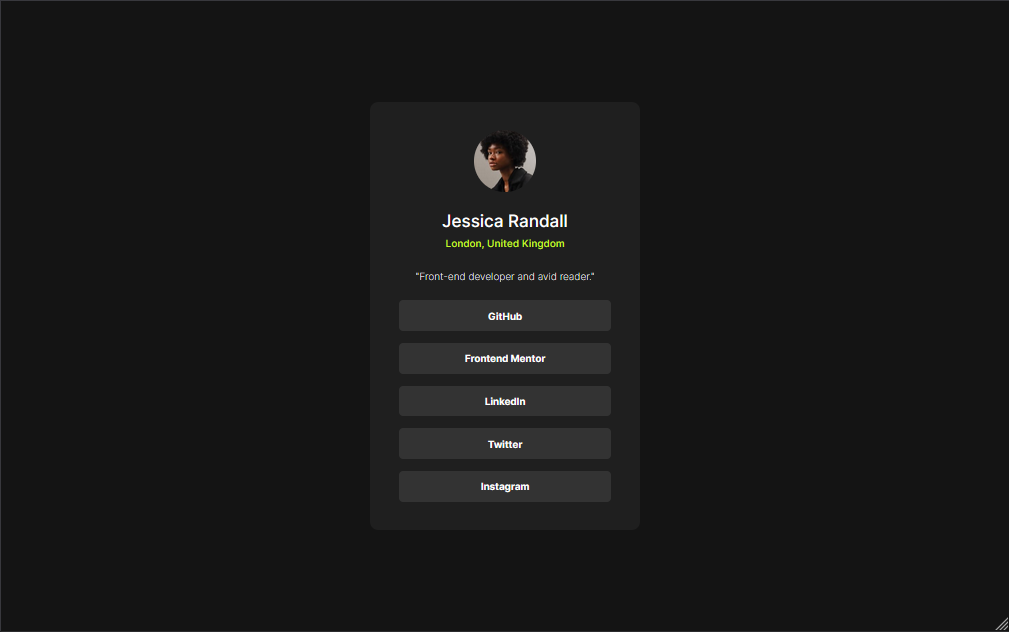 Jessica Randall
London, United Kingdom
"Front-end developer and avid reader."
GitHub
Frontend Mentor
LinkedIn
Twitter
Instagram